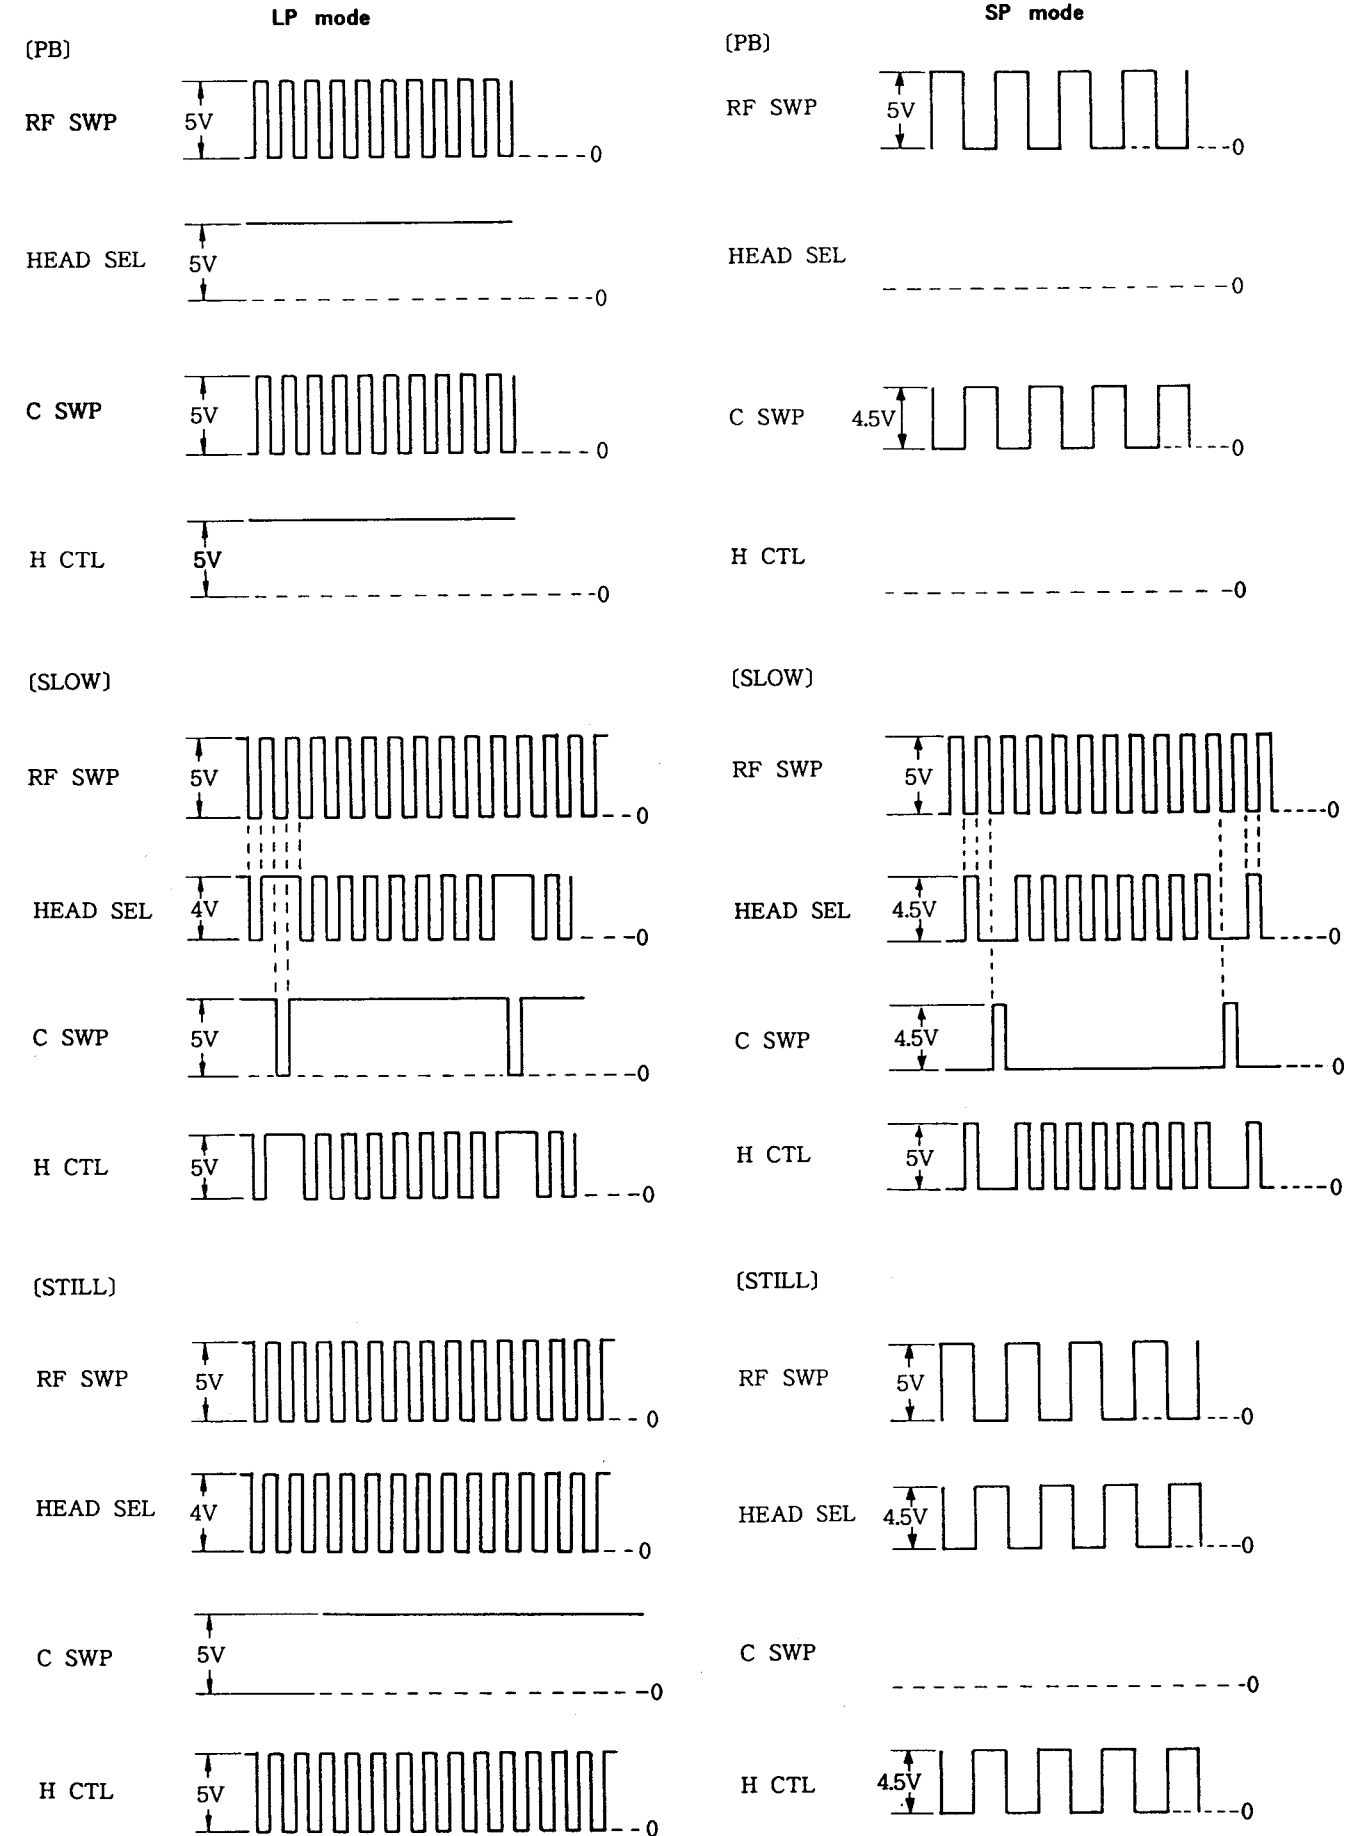 LP mode
(PB)
RF SWP
5V
0
HEAD SEL
5V
0
C SWP
5V
0
H CTL
5V
0
(SLOW)
RF SWP
5V
0
HEAD SEL
4V
0
C SWP
5V
0
H CTL
5V
0
(STILL)
RF SWP
5V
0
HEAD SEL
4V
0
C SWP
5V
0
H CTL
5V
0
SP mode
(PB)
RF SWP
5V
0
HEAD SEL
0
C SWP
4.5V
0
H CTL
0
(SLOW)
RF SWP
5V
0
HEAD SEL
4.5V
0
C SWP
4.5V
0
H CTL
5V
0
(STILL)
RF SWP
5V
0
HEAD SEL
4.5V
0
C SWP
0
H CTL
4.5V
0